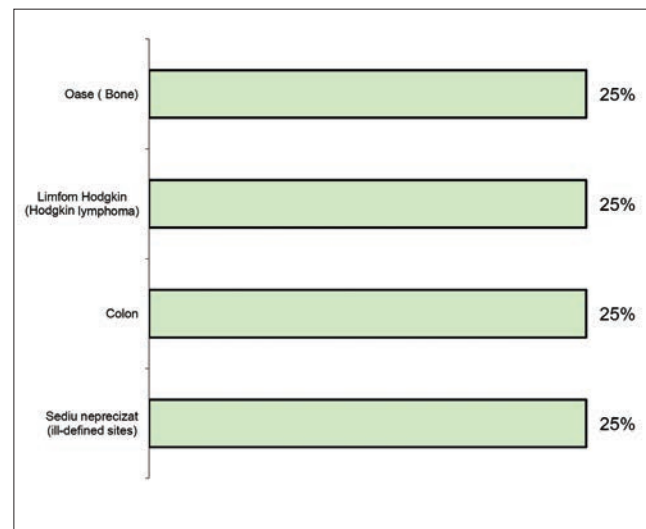 Oase ( Bone)
25%
Limfom Hodgkin
(Hodgkin lymphoma)
25%
Colon
25%
Sediu neprecizat
(ill-defined sites)
25%